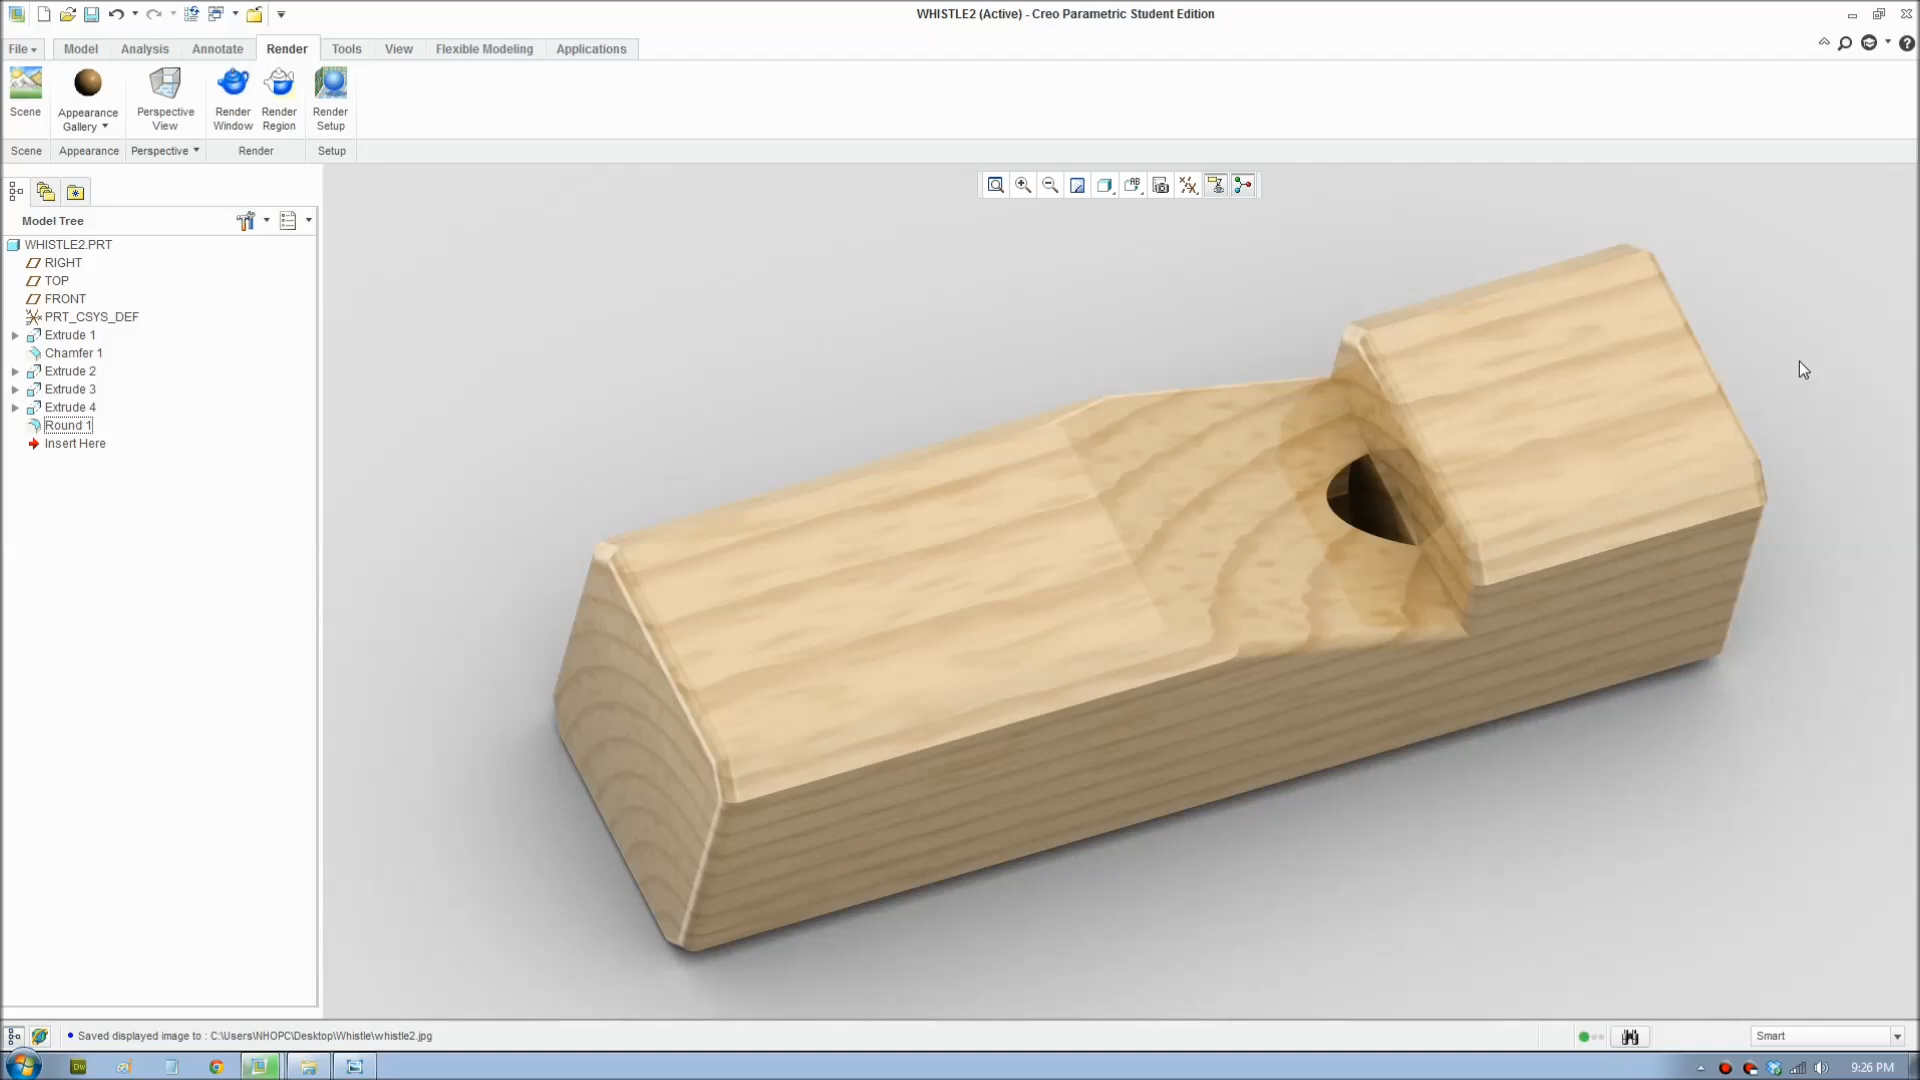 WHISTLE2 (Active) - Creo Parametric Student Edition
File Model Analysis Annotate Render Tools View Flexible Modeling Applications
Scene
Appearance Gallery
Perspective View
Render Window
Render Region
Render Setup
Scene Appearance Perspective Render Setup
Model Tree
WHISTLE2.PRT
RIGHT
TOP
FRONT
PRT_CSYS_DEF
Extrude 1
Chamfer 1
Extrude 2
Extrude 3
Extrude 4
Round 1
Insert Here
Saved displayed image to : C:\Users\NHOPC\Desktop\Whistle\whistle2.jpg
Smart
Dw
9:26 PM